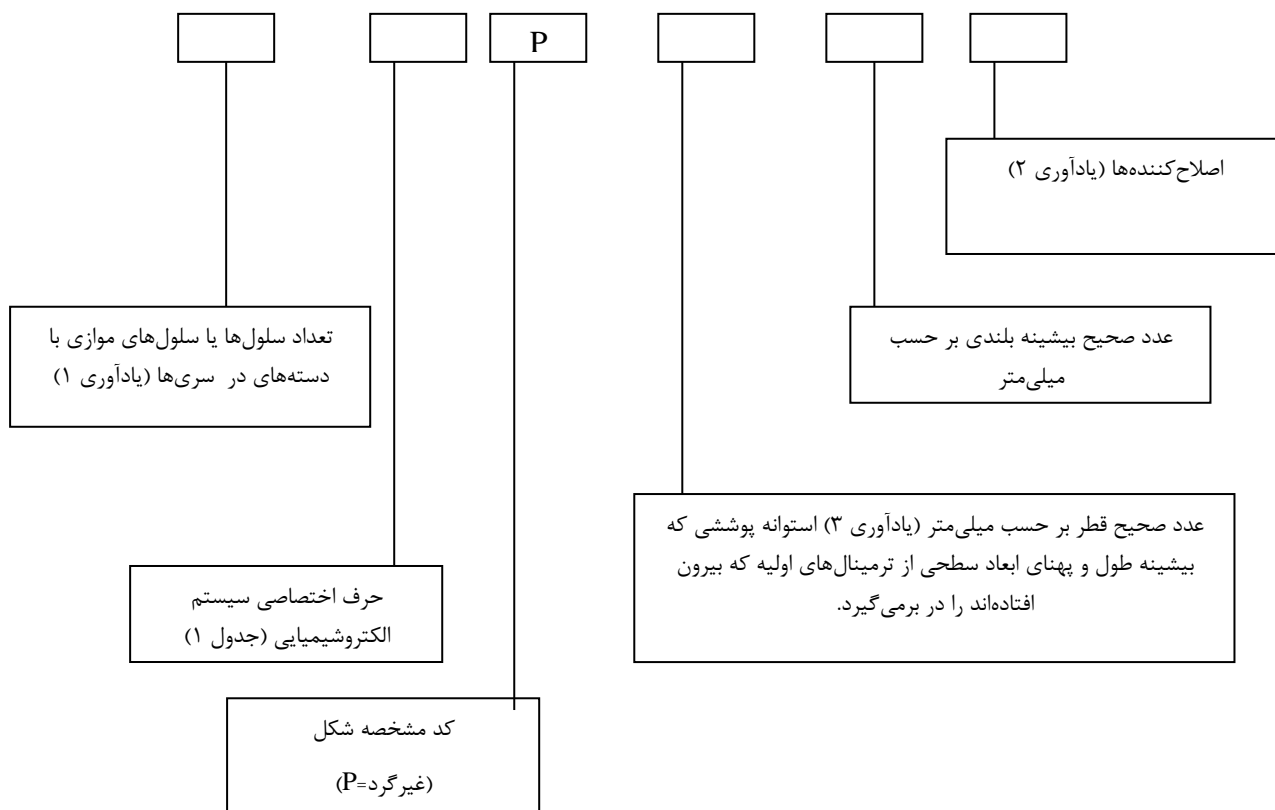 P
اصلاح‌کننده‌ها (یادآوری ۲)
تعداد سلول‌ها یا سلول‌های موازی با
دسته‌های در سری‌ها (یادآوری ۱)
عدد صحیح بیشینه بلندی بر حسب
میلی‌متر
عدد صحیح قطر بر حسب میلی‌متر (یادآوری ۳) استوانه پوششی که
بیشینه طول و پهنای ابعاد سطحی از ترمینال‌های اولیه که بیرون
افتاده‌اند را در برمی‌گیرد.
حرف اختصاصی سیستم
الکتروشیمیایی (جدول ۱)
کد مشخصه شکل
(غیرگرد=P)